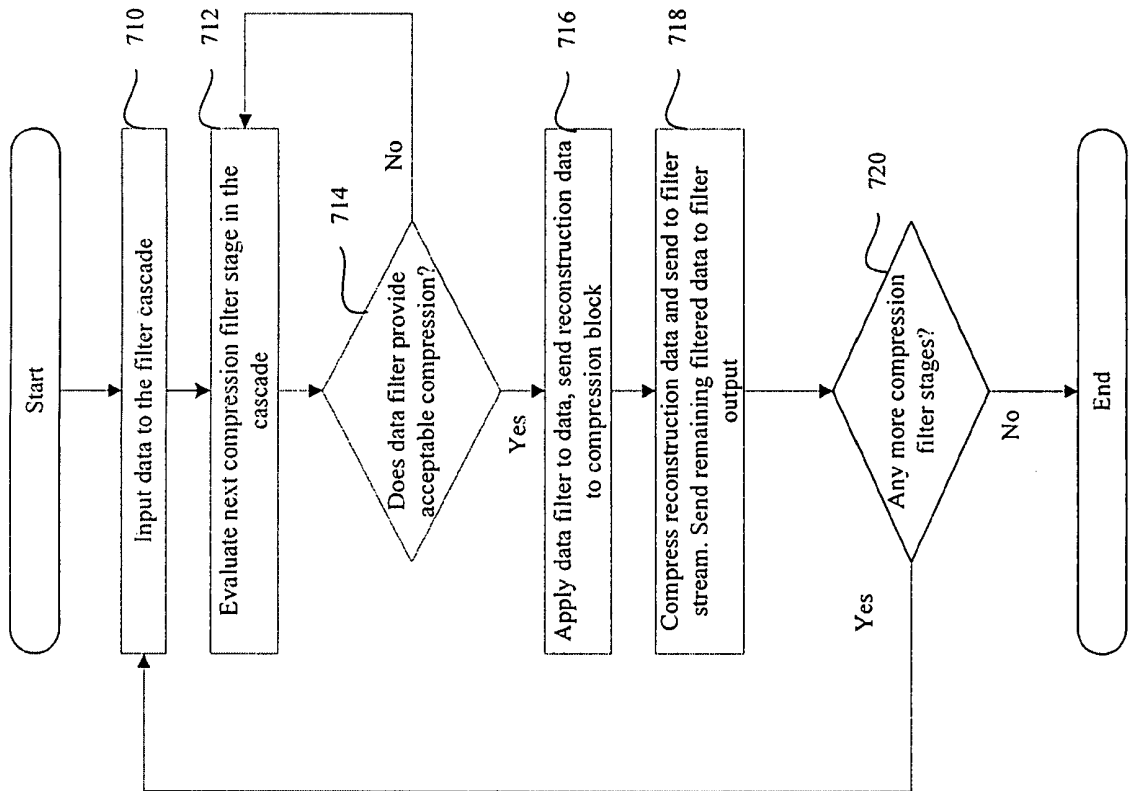 Start
710
Input data to the filter cascade
712
Evaluate next compression filter stage in the
cascade
714
Does data filter provide
acceptable compression?
No
Yes
716
Apply data filter to data, send reconstruction data
to compression block
718
Compress reconstruction data and send to filter
stream. Send remaining filtered data to filter
output
720
Any more compression
filter stages?
Yes
No
End